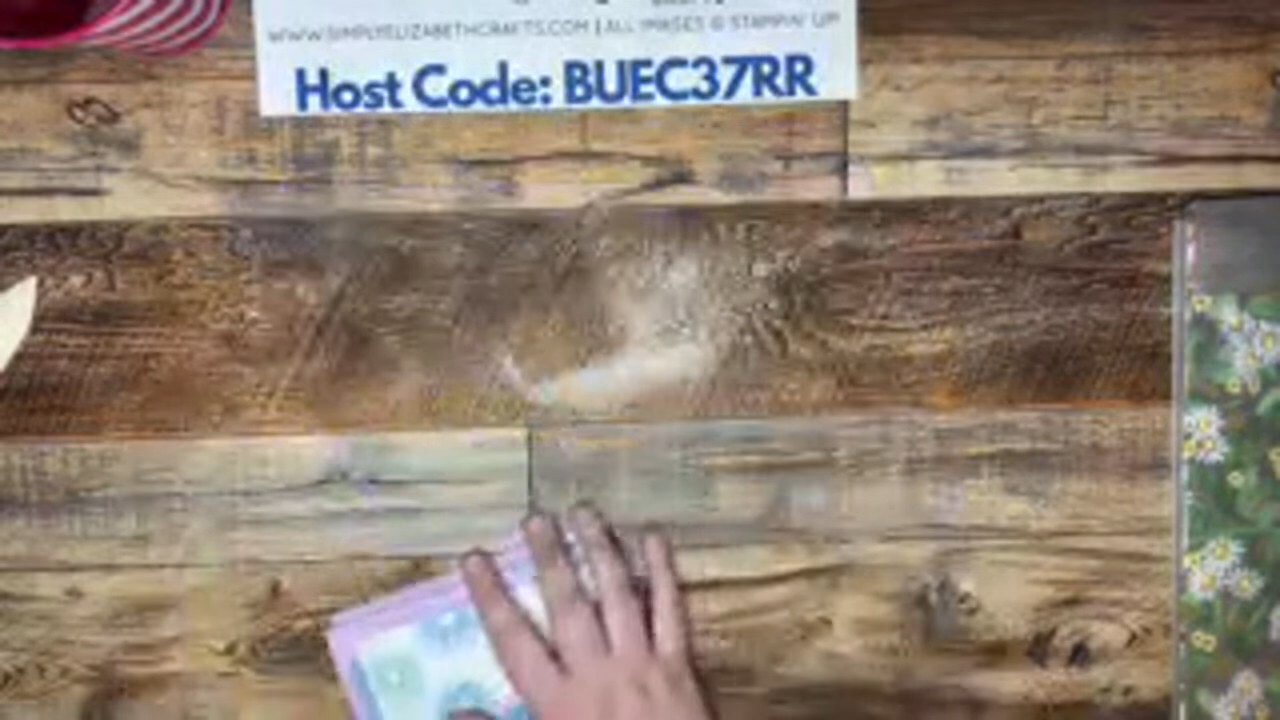 WWW.SIMPLYELIZABETHCRAFTS.COM | ALL IMAGES © STAMPIN' UP!
Host Code: BUEC37RR